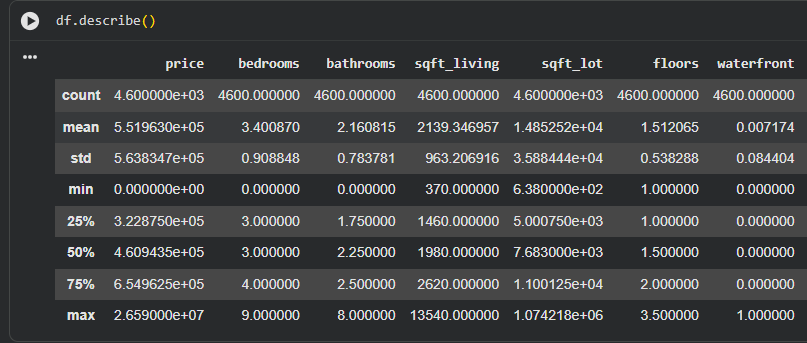 df.describe()
price bedrooms bathrooms sqft_living sqft_lot floors waterfront
count 4.600000e+03 4600.000000 4600.000000 4600.000000 4.600000e+03 4600.000000 4600.000000
mean 5.519630e+05 3.400870 2.160815 2139.346957 1.485252e+04 1.512065 0.007174
std 5.638347e+05 0.908848 0.783781 963.206916 3.588444e+04 0.538288 0.084404
min 0.000000e+00 0.000000 0.000000 370.000000 6.380000e+02 1.000000 0.000000
25% 3.228750e+05 3.000000 1.750000 1460.000000 5.000750e+03 1.000000 0.000000
50% 4.609435e+05 3.000000 2.250000 1980.000000 7.683000e+03 1.500000 0.000000
75% 6.549625e+05 4.000000 2.500000 2620.000000 1.100125e+04 2.000000 0.000000
max 2.659000e+07 9.000000 8.000000 13540.000000 1.074218e+06 3.500000 1.000000